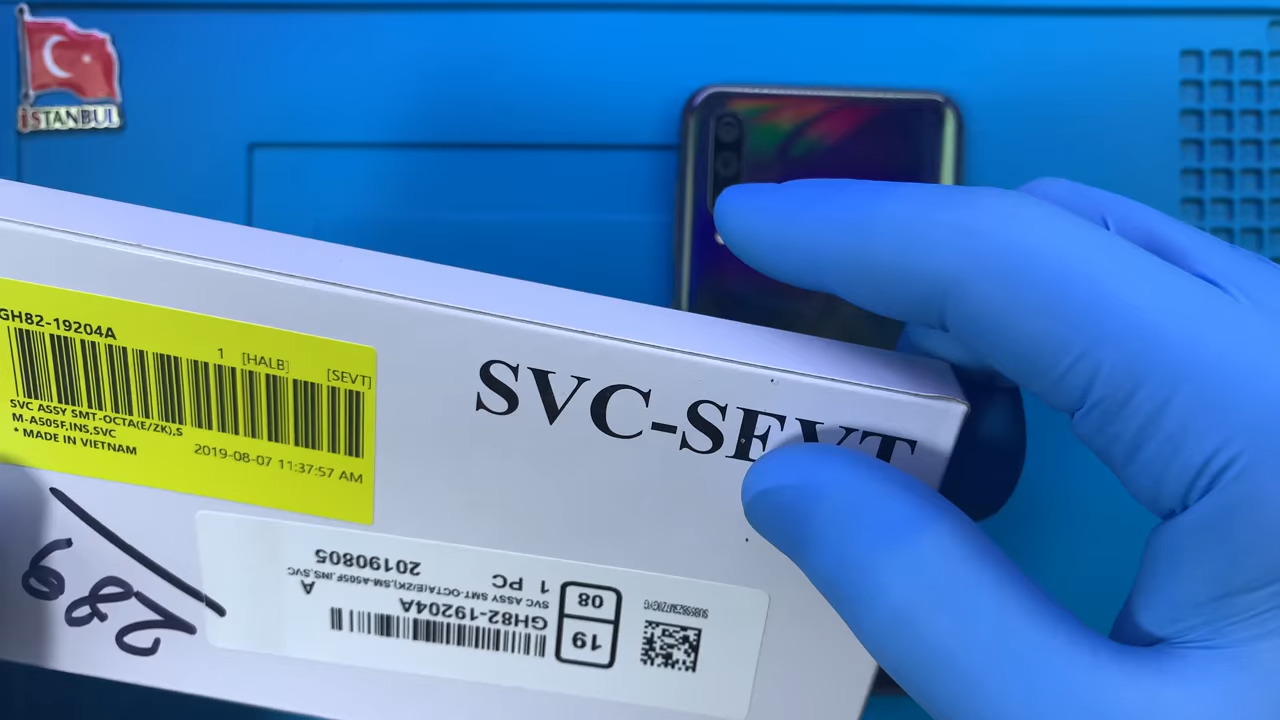 İSTANBUL
GH82-19204A
1 [HALB] [SEVT]
SVC ASSY SMT-OCTA(E/ZK),S
M-A505F,INS,SVC
* MADE IN VIETNAM
2019-08-07 11:37:57 AM
SVC-SEVT
289
19
08
GH82-19204A
A
SVC ASSY SMT-OCTA(E/ZK),SM-A505F,INS,SVC
1 PC
20190805